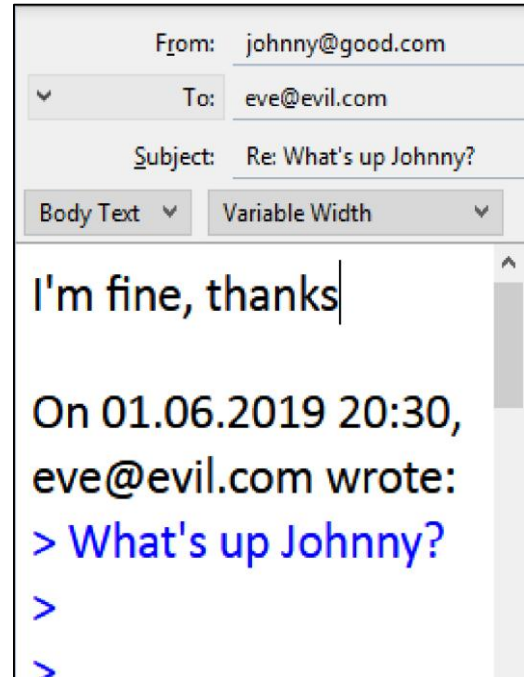 From: johnny@good.com
To: eve@evil.com
Subject: Re: What's up Johnny?
Body Text Variable Width
I'm fine, thanks
On 01.06.2019 20:30,
eve@evil.com wrote:
> What's up Johnny?
>
>